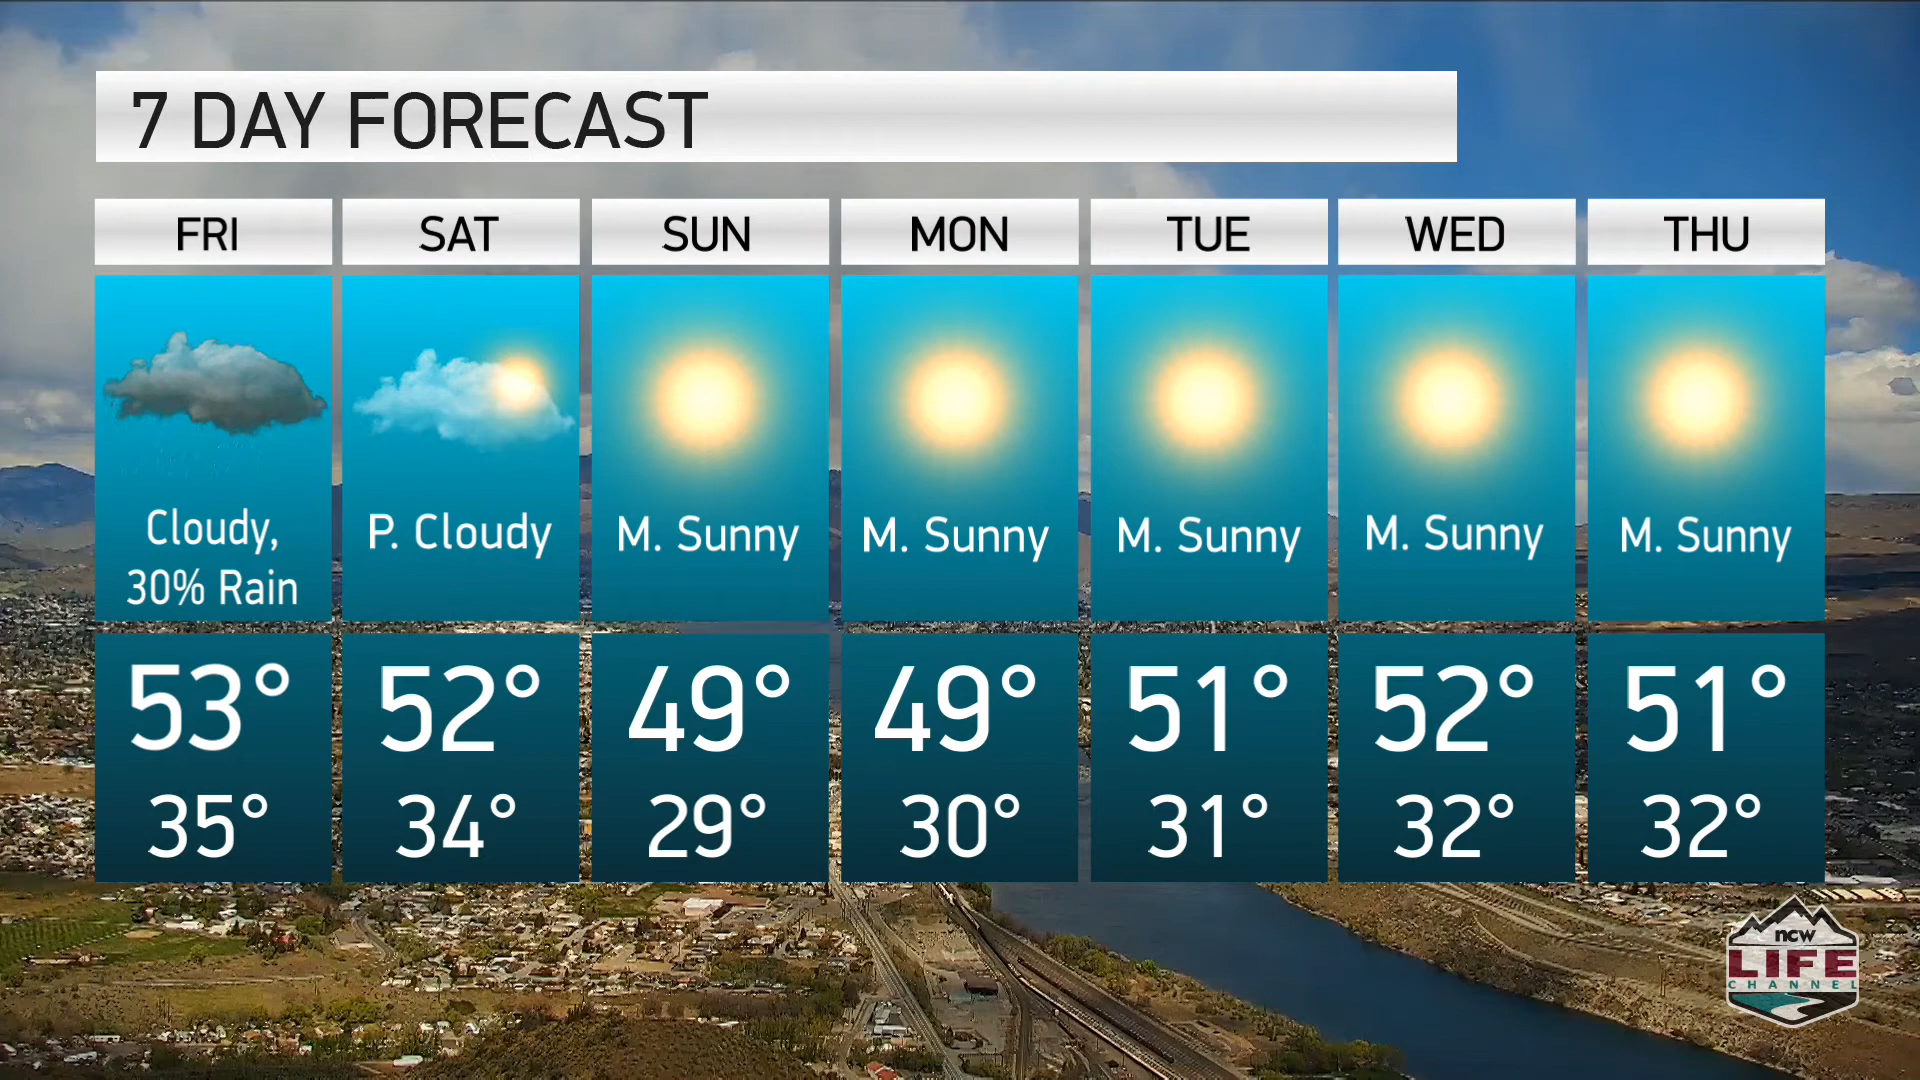 7 DAY FORECAST
FRI SAT SUN MON TUE WED THU
Cloudy,
30% Rain
P. Cloudy
M. Sunny
M. Sunny
M. Sunny
M. Sunny
M. Sunny
53° 52° 49° 49° 51° 52° 51°
35° 34° 29° 30° 31° 32° 32°
ncw
LIFE
CHANNEL